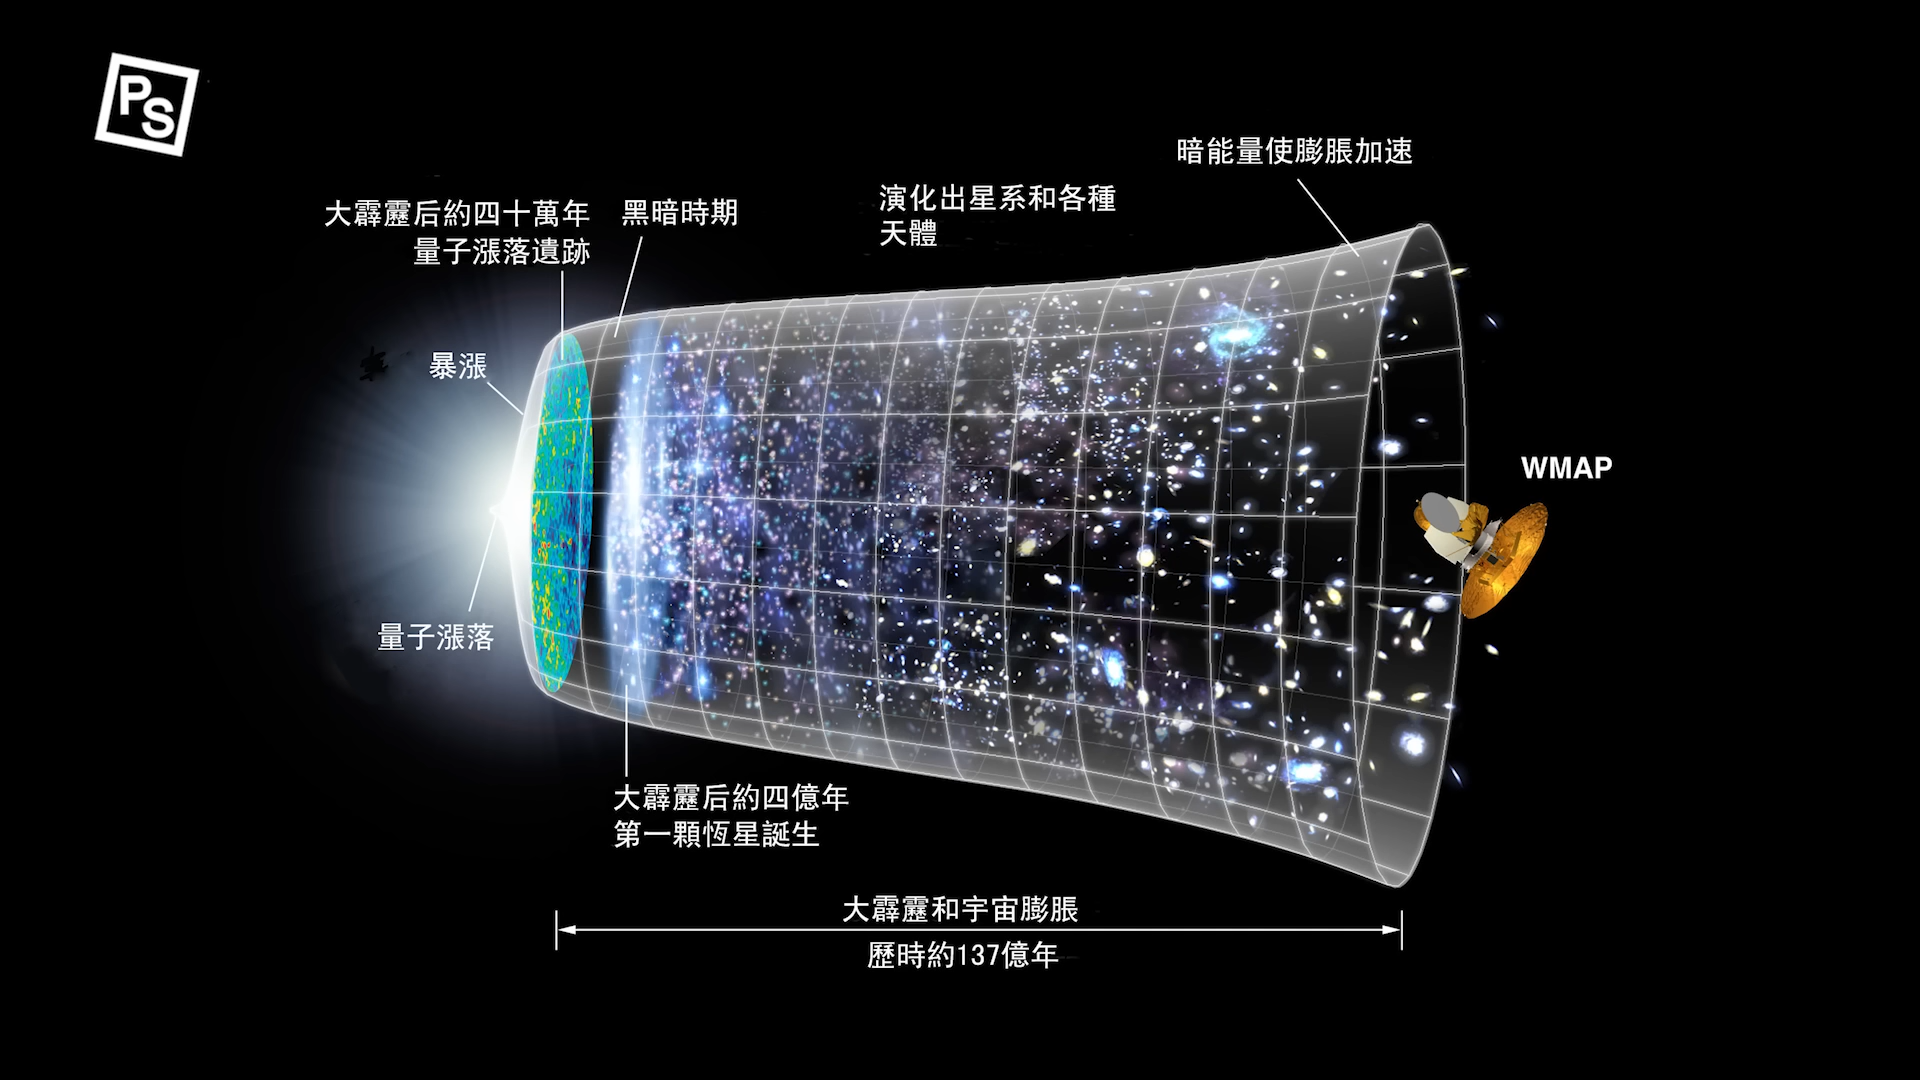 PS
暗能量使膨脹加速
演化出星系和各種
天體
大霹靂后約四十萬年
量子漲落遺跡
黑暗時期
暴漲
WMAP
量子漲落
大霹靂后約四億年
第一顆恆星誕生
大霹靂和宇宙膨脹
歷時約137億年